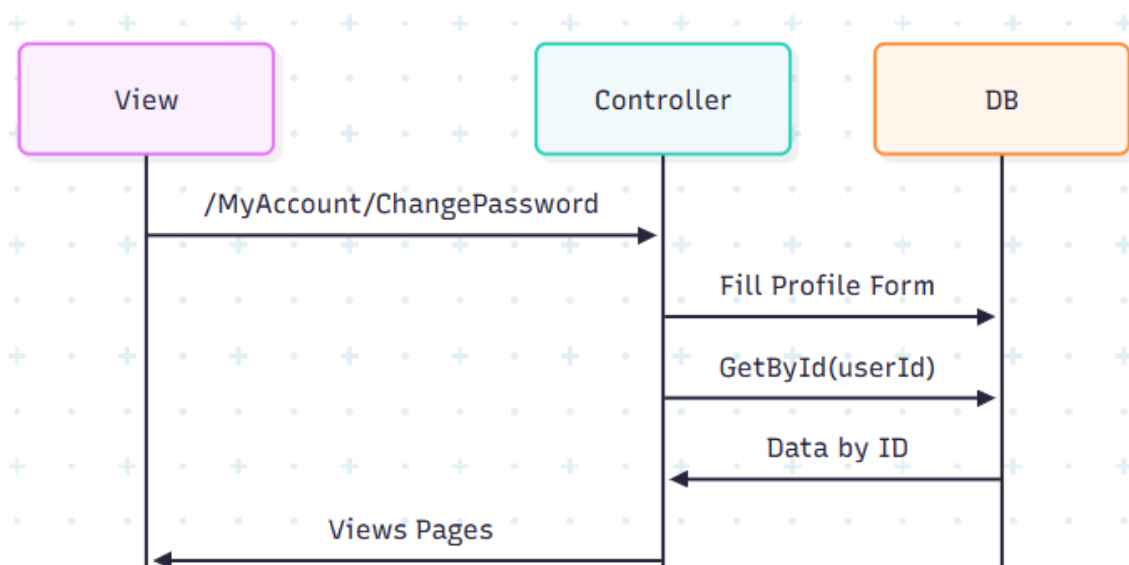 View
Controller
DB
/MyAccount/ChangePassword
Fill Profile Form
GetById(userId)
Data by ID
Views Pages